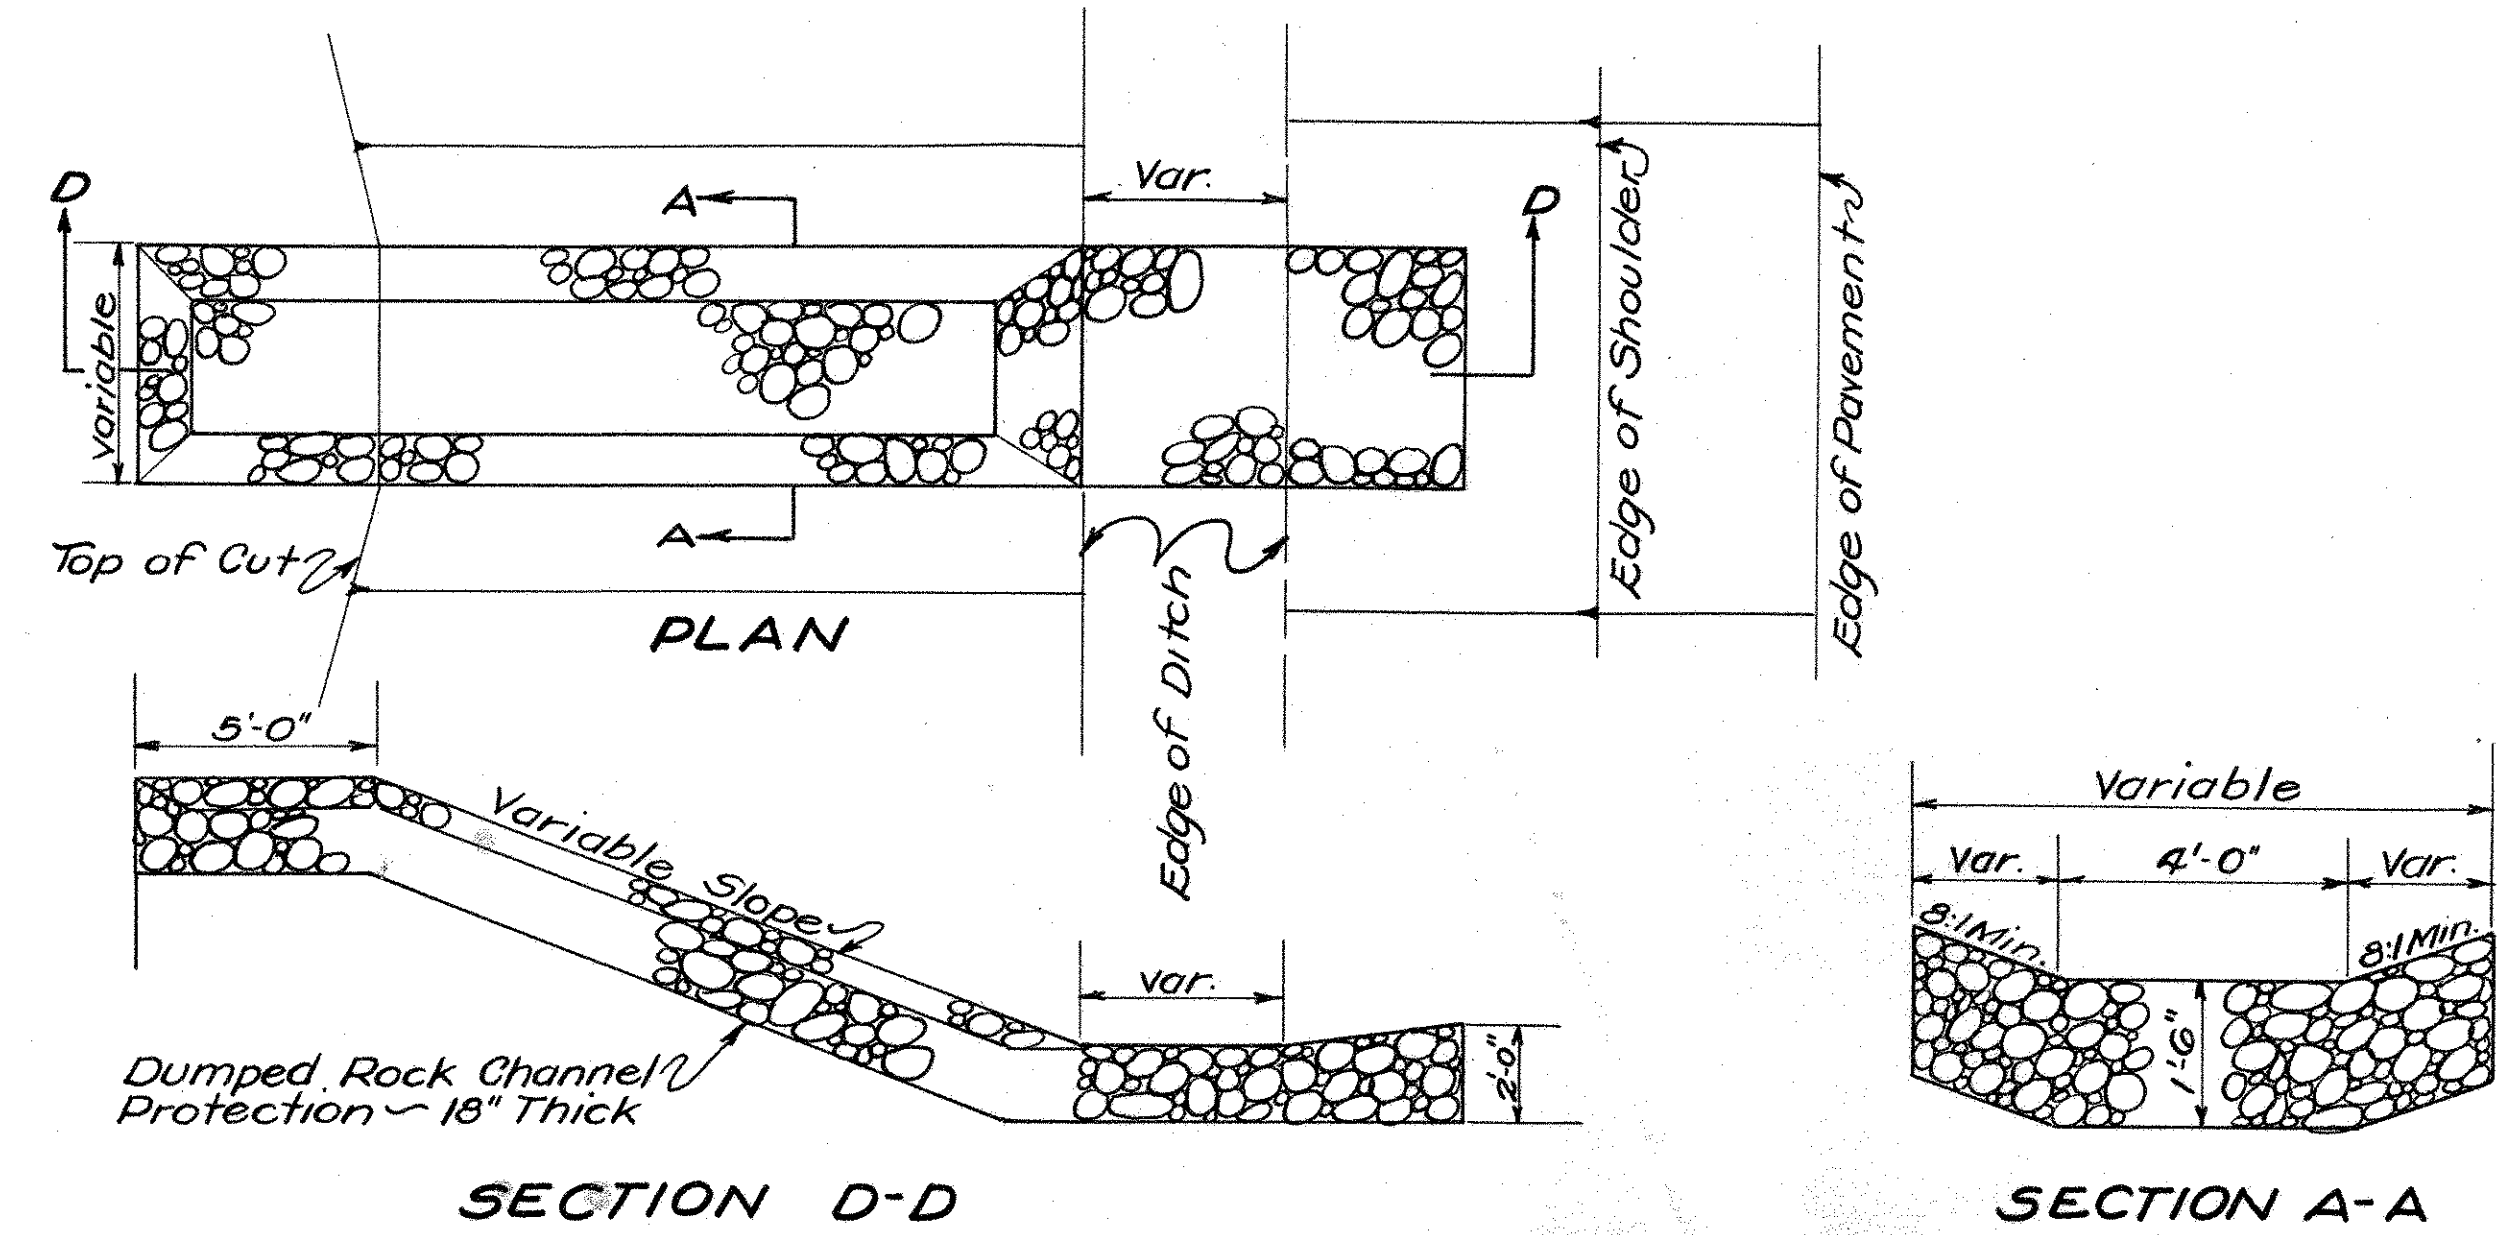 D
A
Var.
D
Variable
Edge of Shoulder
Edge of Pavement
A
Top of Cut
PLAN
Edge of Ditch
5'-0"
Variable Slope
var.
2'-0"
Dumped Rock Channel
Protection ~ 18" Thick
SECTION D-D
Variable
Var.
4'-0"
Var.
8:1 Min.
8:1 Min.
1'-6"
SECTION A-A